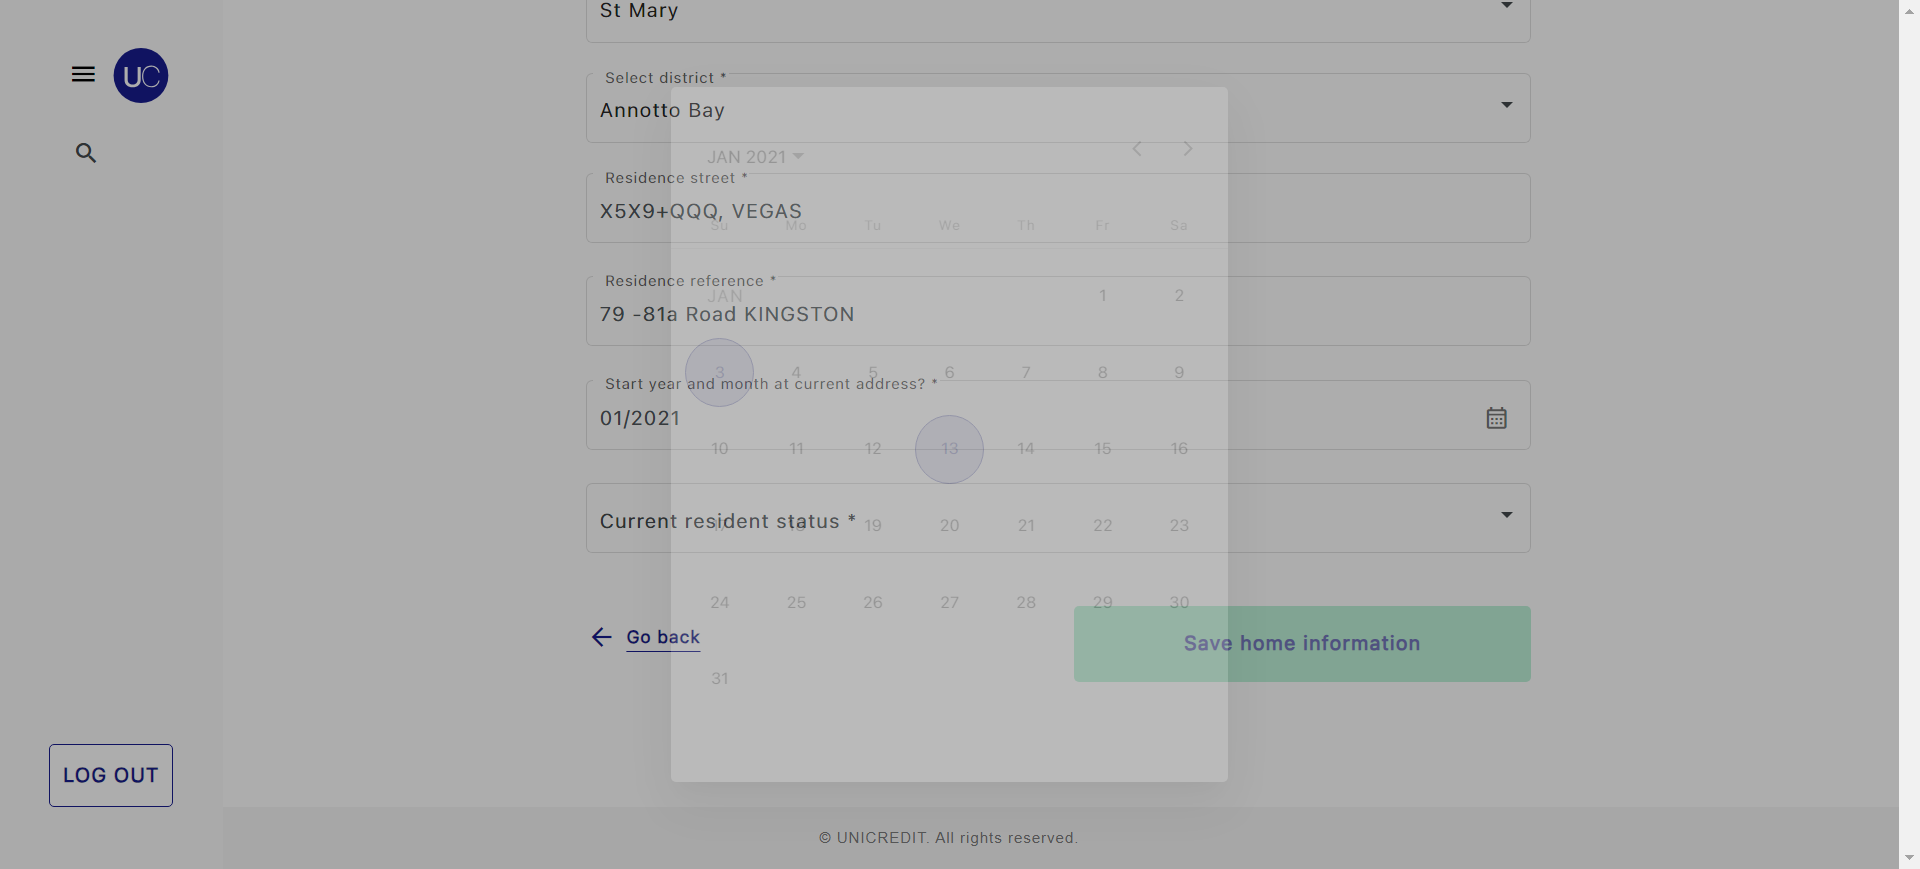 St Mary
UC
Select district *
Annotto Bay
JAN 2021
Residence street *
X5X9+QQQ, VEGAS
Su Mo Tu We Th Fr Sa
Residence reference *
JAN 1 2
79 -81a Road KINGSTON
3 4 5 6 7 8 9
Start year and month at current address? *
01/2021
10 11 12 13 14 15 16
Current resident status *
17 18 19 20 21 22 23
24 25 26 27 28 29 30
Go back
Save home information
31
LOG OUT
© UNICREDIT. All rights reserved.